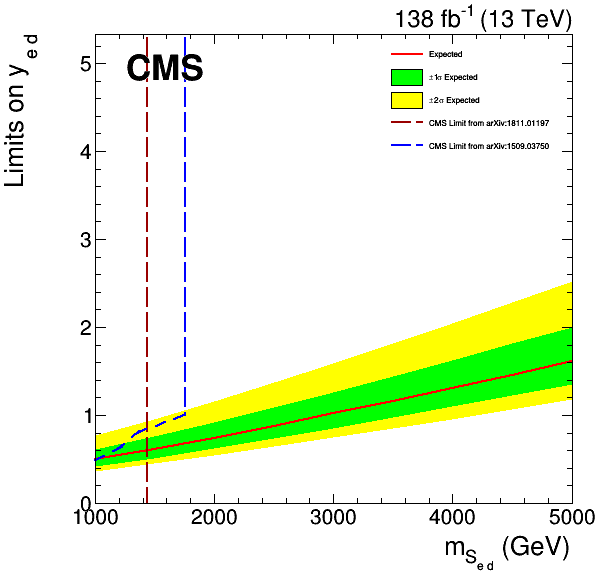 138 fb-1 (13 TeV)
CMS
Expected
±1σ Expected
±2σ Expected
CMS Limit from arXiv:1811.01197
CMS Limit from arXiv:1509.03750
Limits on y e d
5
4
3
2
1
0
1000 2000 3000 4000 5000
mS e d (GeV)